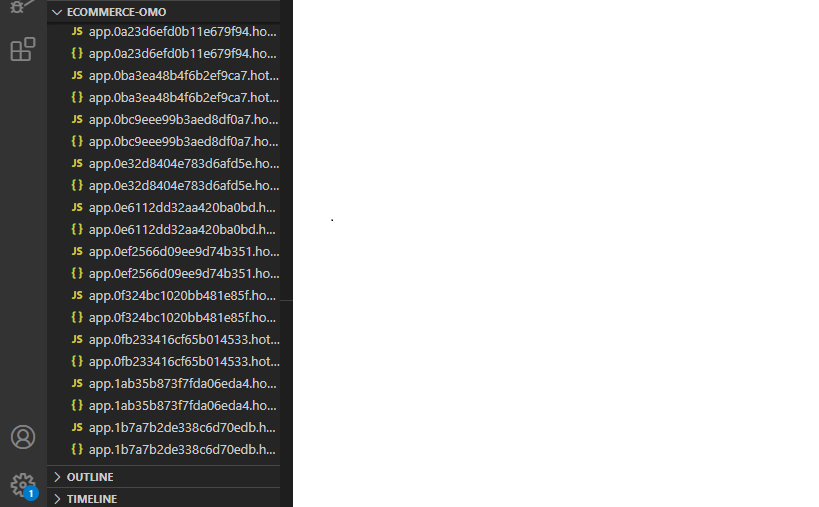 ECOMMERCE-OMO
JS app.0a23d6efd0b11e679f94.ho...
{} app.0a23d6efd0b11e679f94.ho...
JS app.0ba3ea48b4f6b2ef9ca7.hot...
{} app.0ba3ea48b4f6b2ef9ca7.hot...
JS app.0bc9eee99b3aed8df0a7.ho...
{} app.0bc9eee99b3aed8df0a7.ho...
JS app.0e32d8404e783d6afd5e.ho...
{} app.0e32d8404e783d6afd5e.ho...
JS app.0e6112dd32aa420ba0bd.h...
{} app.0e6112dd32aa420ba0bd.h...
JS app.0ef2566d09ee9d74b351.ho...
{} app.0ef2566d09ee9d74b351.ho...
JS app.0f324bc1020bb481e85f.ho...
{} app.0f324bc1020bb481e85f.ho...
JS app.0fb233416cf65b014533.hot...
{} app.0fb233416cf65b014533.hot...
JS app.1ab35b873f7fda06eda4.ho...
{} app.1ab35b873f7fda06eda4.ho...
JS app.1b7a7b2de338c6d70edb.h...
{} app.1b7a7b2de338c6d70edb.h...
OUTLINE
1
TIMELINE
.